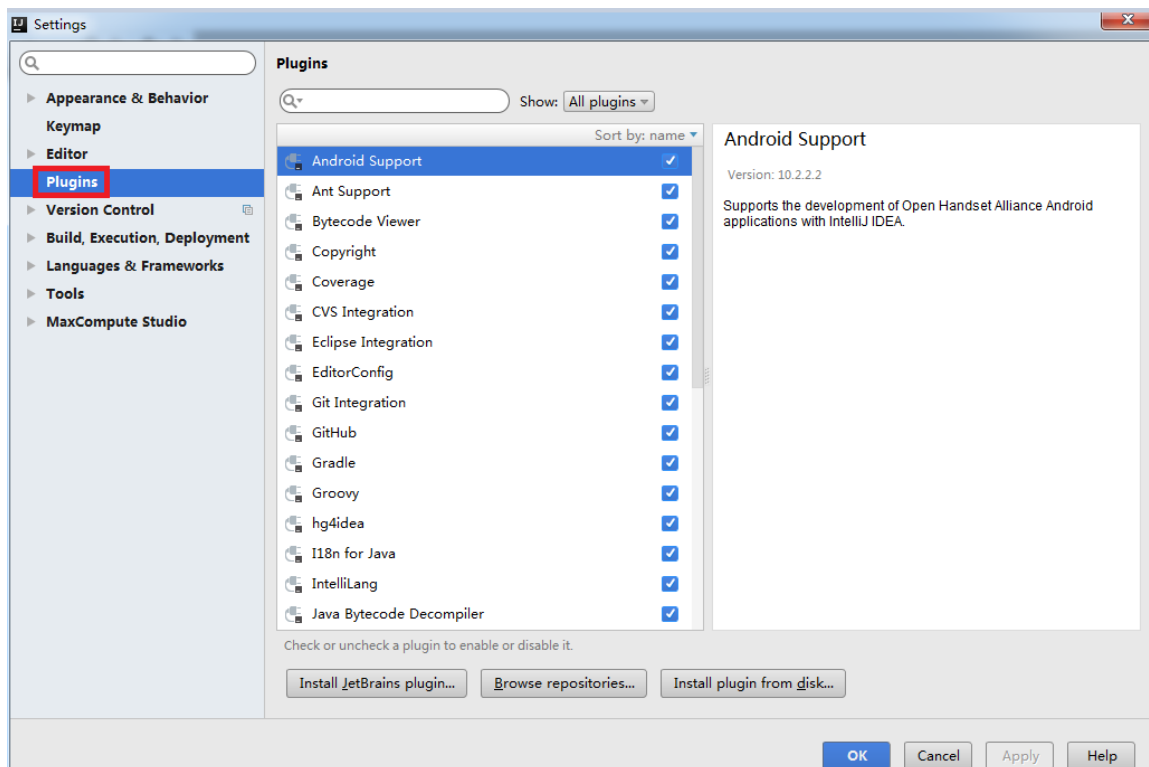 IJ Settings
Plugins
Appearance & Behavior
Keymap
Editor
Plugins
Version Control
Build, Execution, Deployment
Languages & Frameworks
Tools
MaxCompute Studio
Show: All plugins
Sort by: name
Android Support
Ant Support
Bytecode Viewer
Copyright
Coverage
CVS Integration
Eclipse Integration
EditorConfig
Git Integration
GitHub
Gradle
Groovy
hg4idea
I18n for Java
IntelliLang
Java Bytecode Decompiler
Android Support
Version: 10.2.2.2
Supports the development of Open Handset Alliance Android
applications with IntelliJ IDEA.
Check or uncheck a plugin to enable or disable it.
Install JetBrains plugin... Browse repositories... Install plugin from disk...
OK Cancel Apply Help